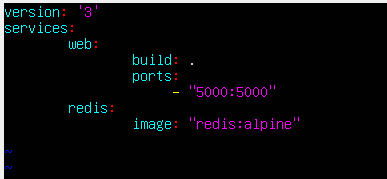 version: '3'
services:
        web:
                build: .
                ports:
                     - "5000:5000"
        redis:
                image: "redis:alpine"
~
~